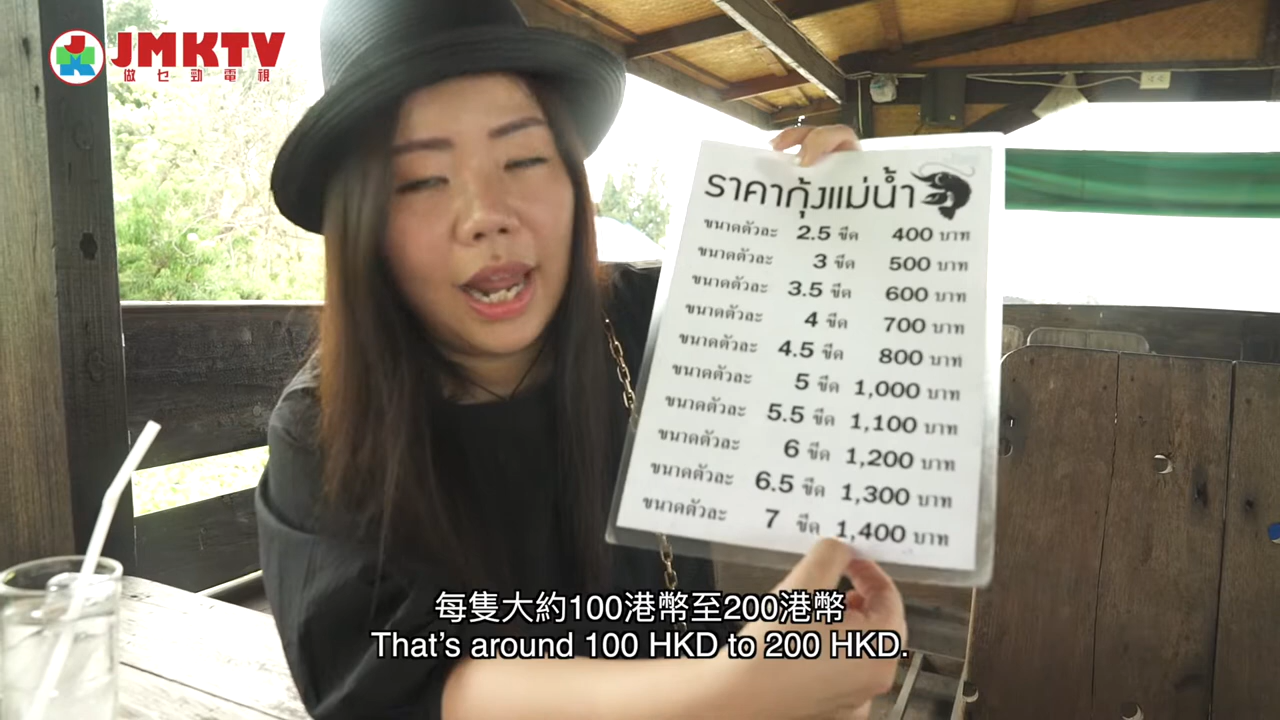 JMKTV
做乜勁電視
ราคากุ้งแม่น้ำ
ขนาดตัวละ 2.5 ขีด 400 บาท
ขนาดตัวละ 3 ขีด 500 บาท
ขนาดตัวละ 3.5 ขีด 600 บาท
ขนาดตัวละ 4 ขีด 700 บาท
ขนาดตัวละ 4.5 ขีด 800 บาท
ขนาดตัวละ 5 ขีด 1,000 บาท
ขนาดตัวละ 5.5 ขีด 1,100 บาท
ขนาดตัวละ 6 ขีด 1,200 บาท
ขนาดตัวละ 6.5 ขีด 1,300 บาท
ขนาดตัวละ 7 ขีด 1,400 บาท
每隻大約100港幣至200港幣
That's around 100 HKD to 200 HKD.